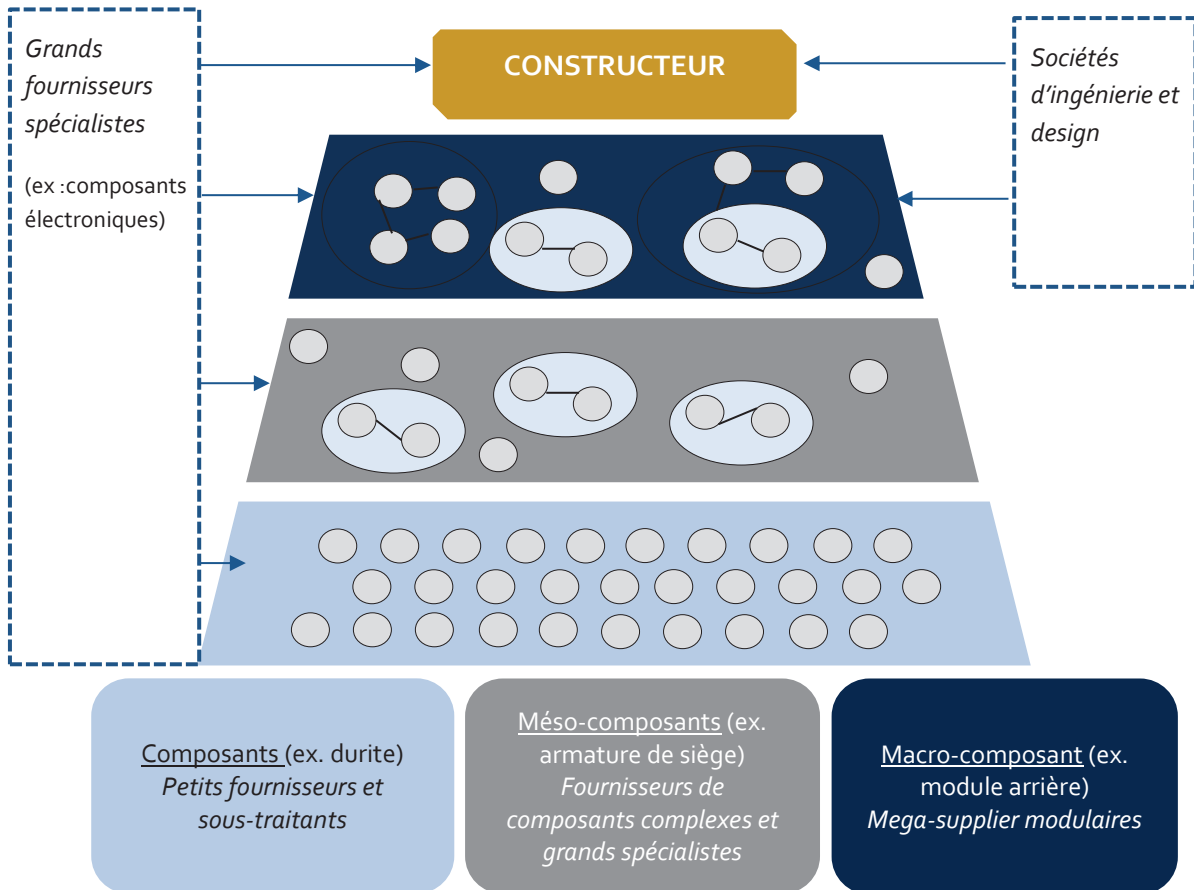 Grands
fournisseurs
spécialistes
(ex :composants
électroniques)
CONSTRUCTEUR
Sociétés
d'ingénierie et
design
Composants (ex. durite)
Petits fournisseurs et
sous-traitants
Méso-composants (ex.
armature de siège)
Fournisseurs de
composants complexes et
grands spécialistes
Macro-composant (ex.
module arrière)
Mega-supplier modulaires